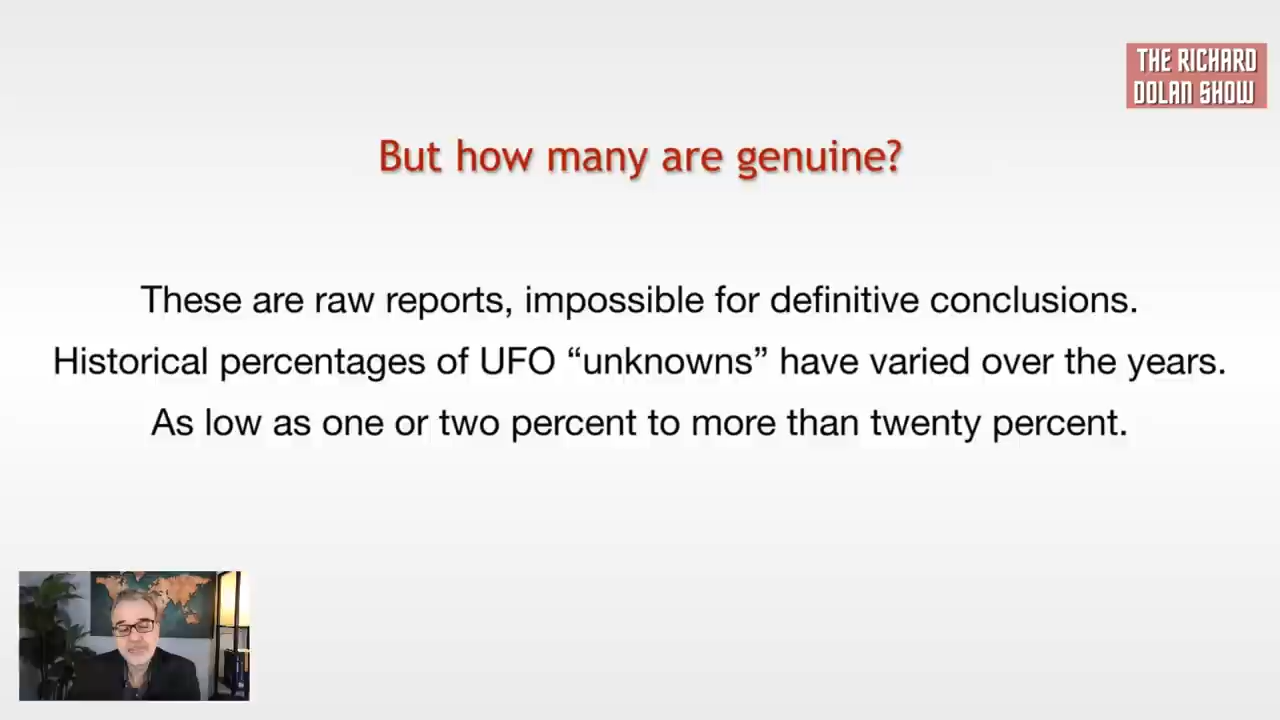 THE RICHARD
DOLAN SHOW
But how many are genuine?
These are raw reports, impossible for definitive conclusions.
Historical percentages of UFO “unknowns” have varied over the years.
As low as one or two percent to more than twenty percent.